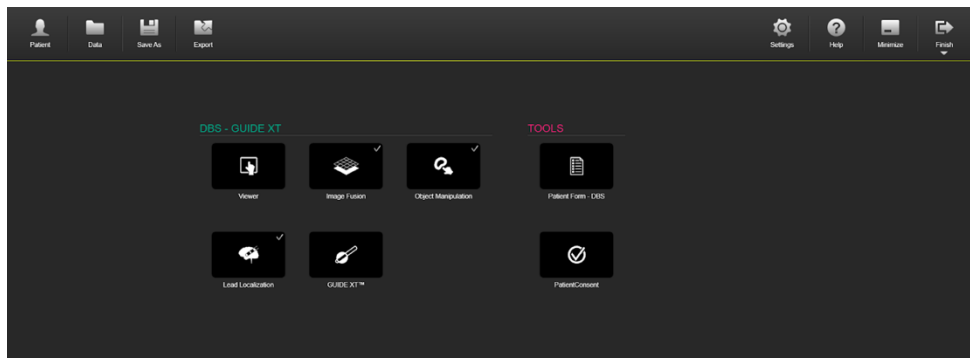 Patient
Data
Save As
Export
Settings
Help
Minimize
Finish
DBS - GUIDE XT
TOOLS
Viewer
Image Fusion
Object Manipulation
Patient Form - DBS
Lead Localization
GUIDE XT™
PatientConsent